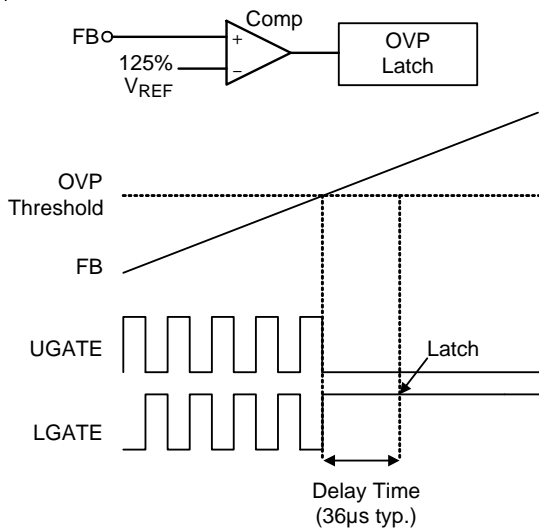 Comp
FB
+
125%
VREF
−
OVP
Latch
OVP
Threshold
FB
UGATE
Latch
LGATE
Delay Time
(36µs typ.)